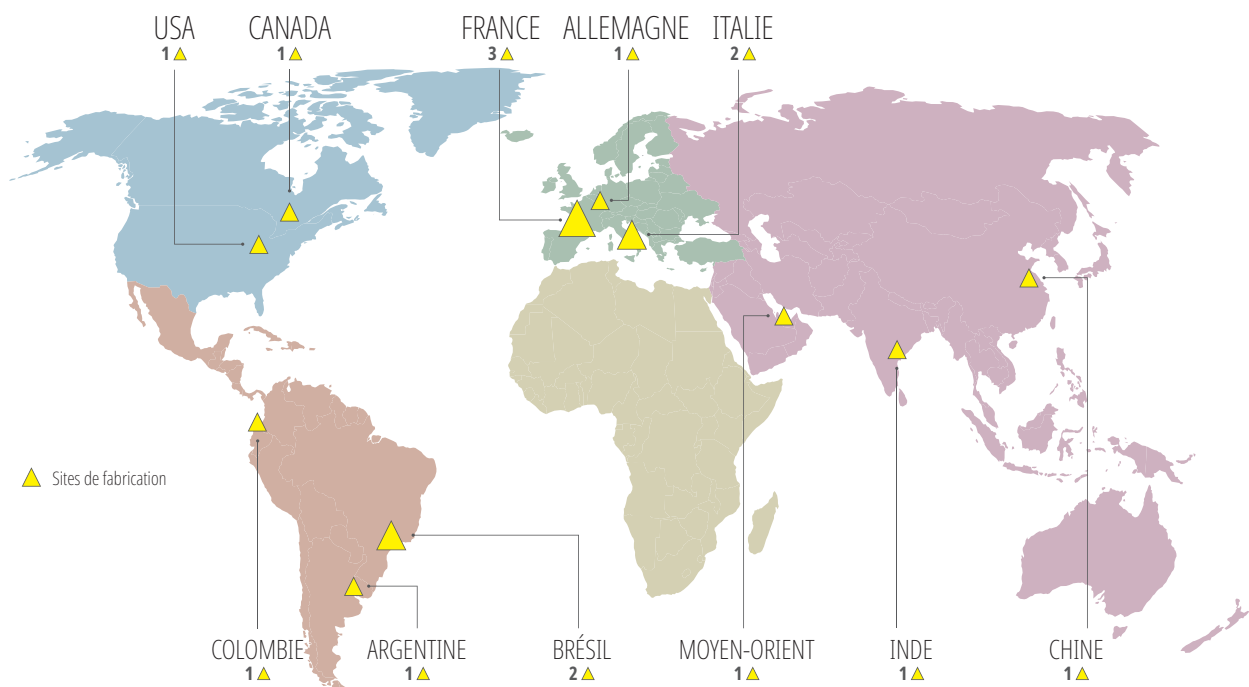 USA
1
CANADA
1
FRANCE
3
ALLEMAGNE
1
ITALIE
2
Sites de fabrication
COLOMBIE
1
ARGENTINE
1
BRÉSIL
2
MOYEN-ORIENT
1
INDE
1
CHINE
1